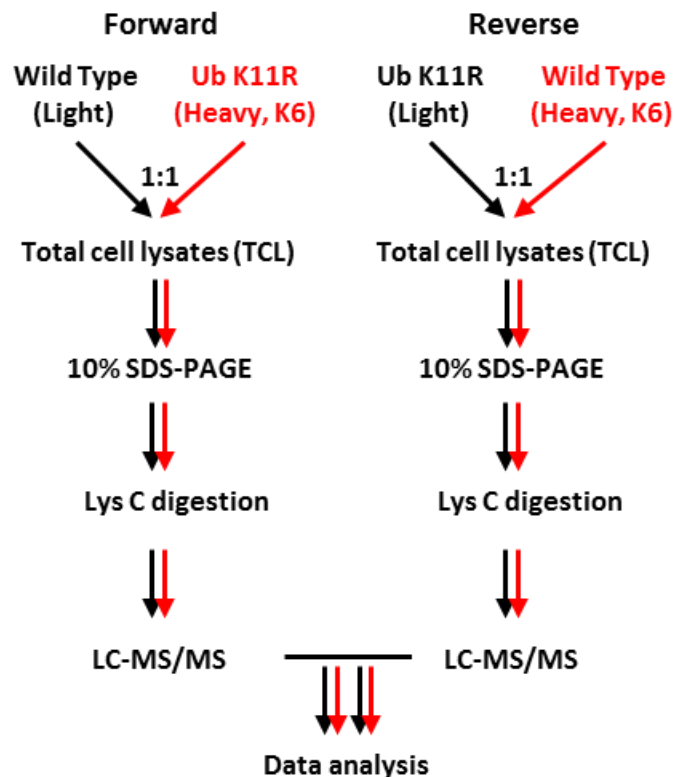 Forward
Reverse
Wild Type
(Light)
Ub K11R
(Heavy, K6)
Ub K11R
(Light)
Wild Type
(Heavy, K6)
1:1
1:1
Total cell lysates (TCL)
Total cell lysates (TCL)
10% SDS-PAGE
10% SDS-PAGE
Lys C digestion
Lys C digestion
LC-MS/MS
LC-MS/MS
Data analysis